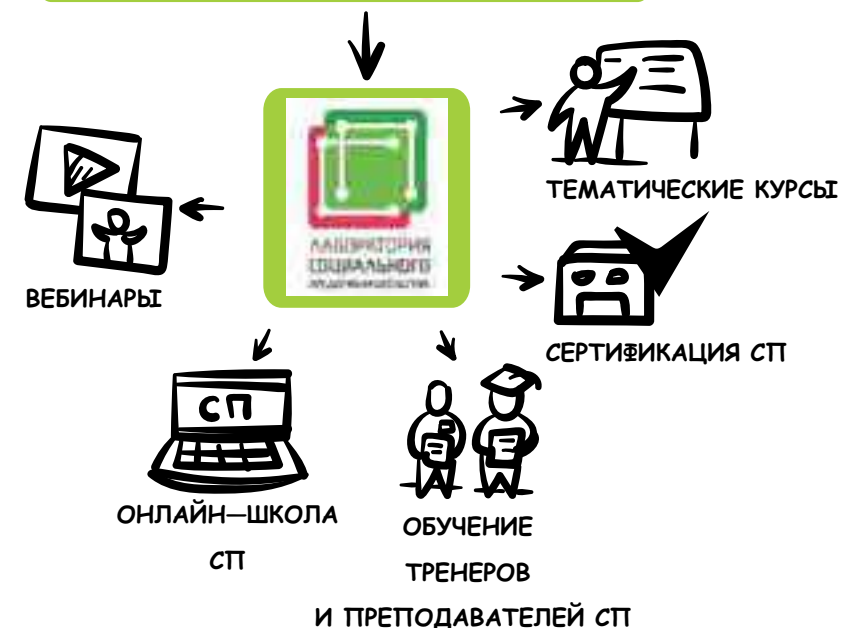 ЛАБОРАТОРИЯ
СОЦИАЛЬНОГО
ТЕМАТИЧЕСКИЕ КУРСЫ
ВЕБИНАРЫ
СЕРТИФИКАЦИЯ СП
СП
ОНЛАЙН—ШКОЛА
СП
ОБУЧЕНИЕ
ТРЕНЕРОВ
И ПРЕПОДАВАТЕЛЕЙ СП